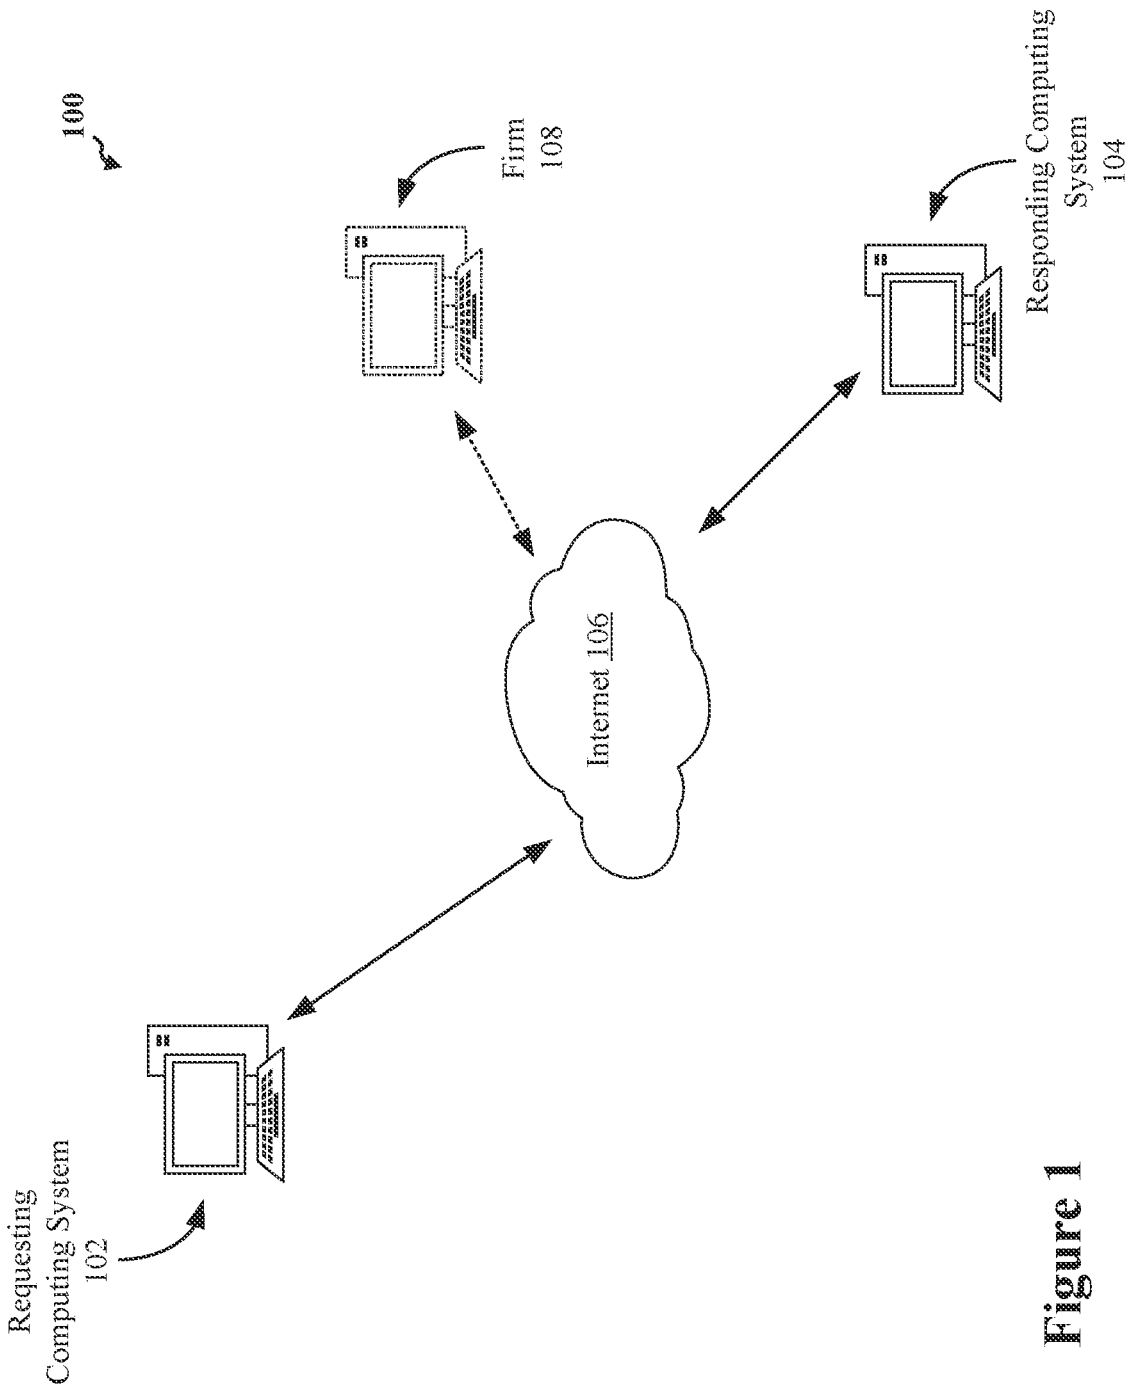 100
Requesting
Computing System
102
Firm
108
Internet 106
Responding Computing
System
104
Figure 1